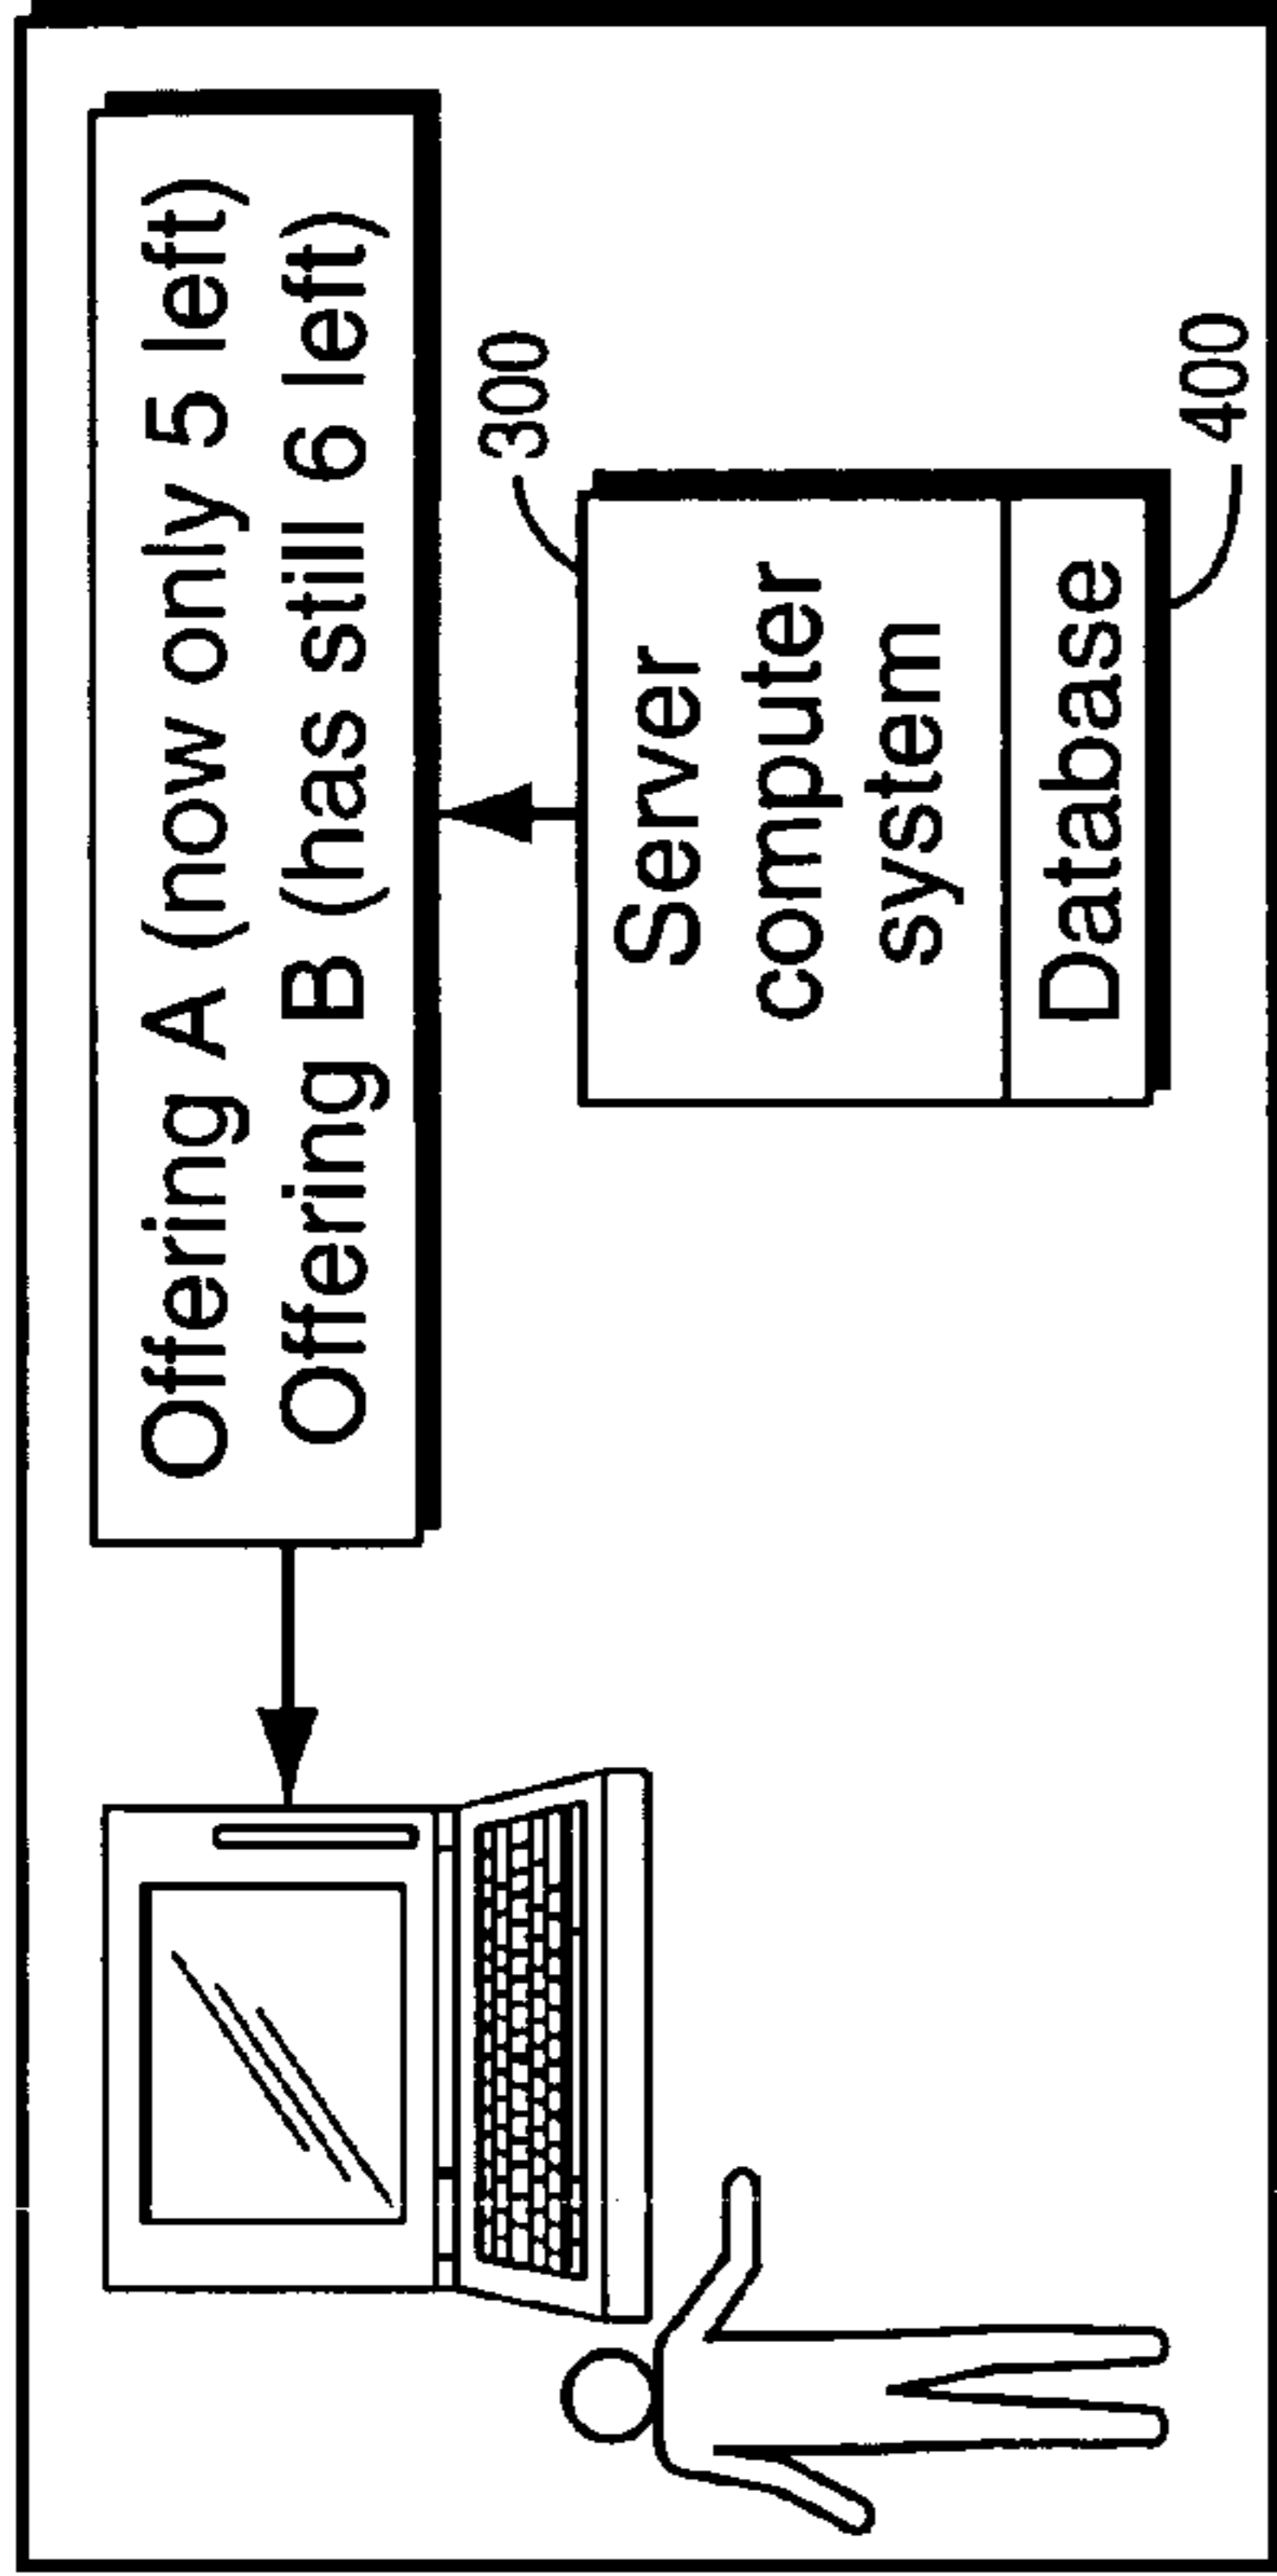 Offering A (now only 5 left)
Offering B (has still 6 left)
300
Server
computer
system
Database
400